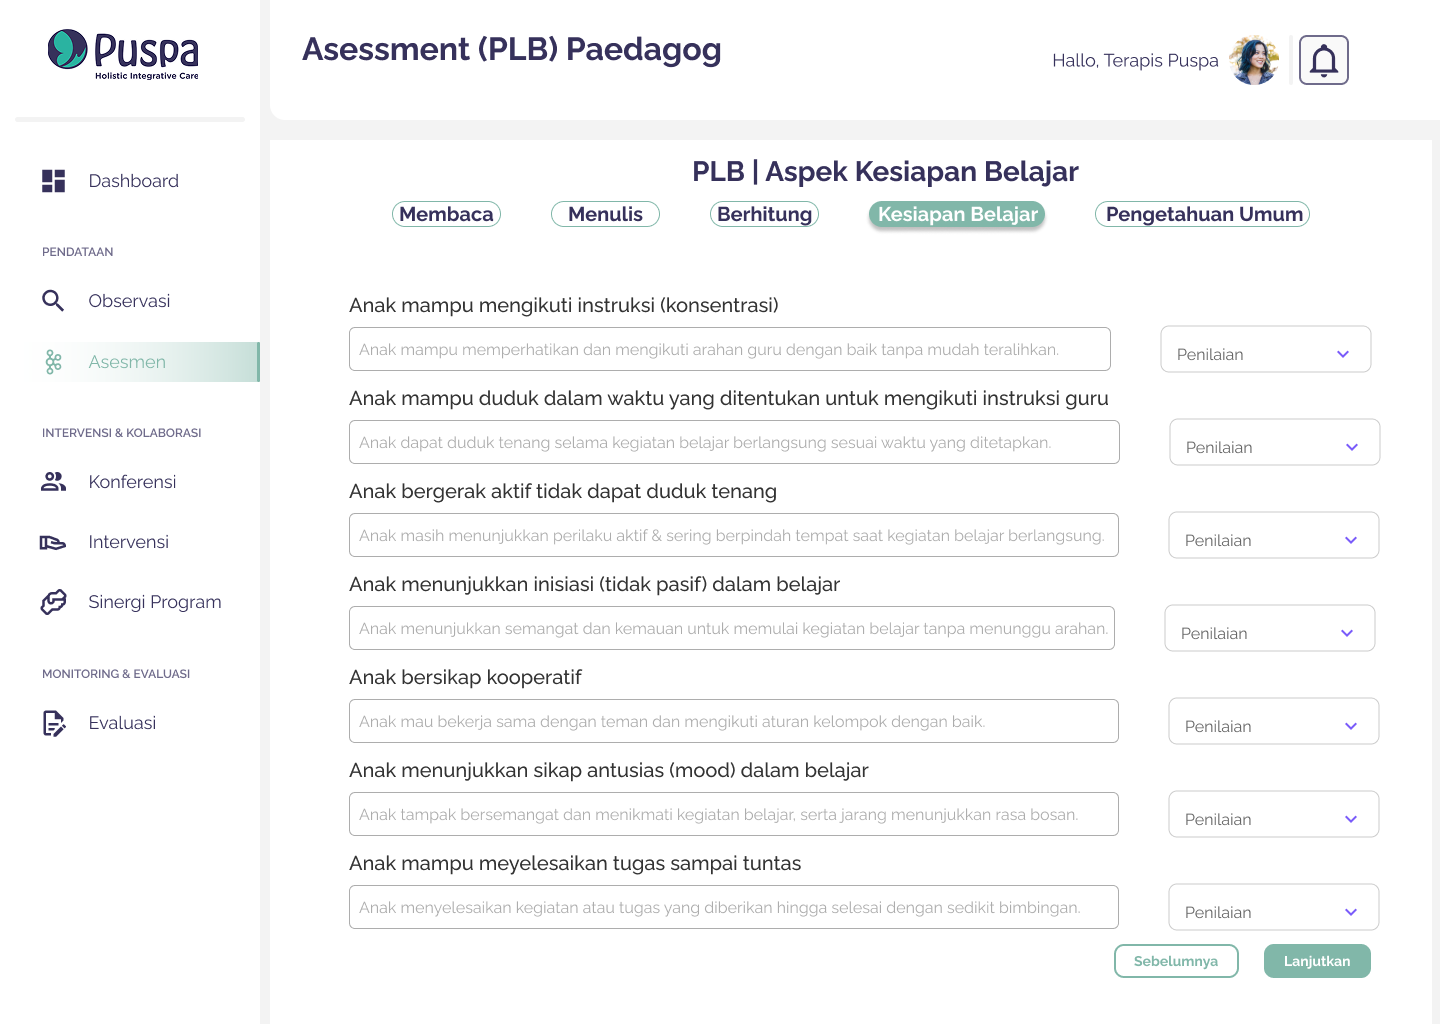 Puspa
Holistic Integrative Care
Asessment (PLB) Paedagog
Hallo, Terapis Puspa
Dashboard
PENDATAAN
Observasi
Asesmen
INTERVENSI & KOLABORASI
Konferensi
Intervensi
Sinergi Program
MONITORING & EVALUASI
Evaluasi
PLB | Aspek Kesiapan Belajar
Membaca
Menulis
Berhitung
Kesiapan Belajar
Pengetahuan Umum
Anak mampu mengikuti instruksi (konsentrasi)
Anak mampu memperhatikan dan mengikuti arahan guru dengan baik tanpa mudah teralihkan.
Penilaian
Anak mampu duduk dalam waktu yang ditentukan untuk mengikuti instruksi guru
Anak dapat duduk tenang selama kegiatan belajar berlangsung sesuai waktu yang ditetapkan.
Penilaian
Anak bergerak aktif tidak dapat duduk tenang
Anak masih menunjukkan perilaku aktif & sering berpindah tempat saat kegiatan belajar berlangsung.
Penilaian
Anak menunjukkan inisiasi (tidak pasif) dalam belajar
Anak menunjukkan semangat dan kemauan untuk memulai kegiatan belajar tanpa menunggu arahan.
Penilaian
Anak bersikap kooperatif
Anak mau bekerja sama dengan teman dan mengikuti aturan kelompok dengan baik.
Penilaian
Anak menunjukkan sikap antusias (mood) dalam belajar
Anak tampak bersemangat dan menikmati kegiatan belajar, serta jarang menunjukkan rasa bosan.
Penilaian
Anak mampu meyelesaikan tugas sampai tuntas
Anak menyelesaikan kegiatan atau tugas yang diberikan hingga selesai dengan sedikit bimbingan.
Penilaian
Sebelumnya
Lanjutkan